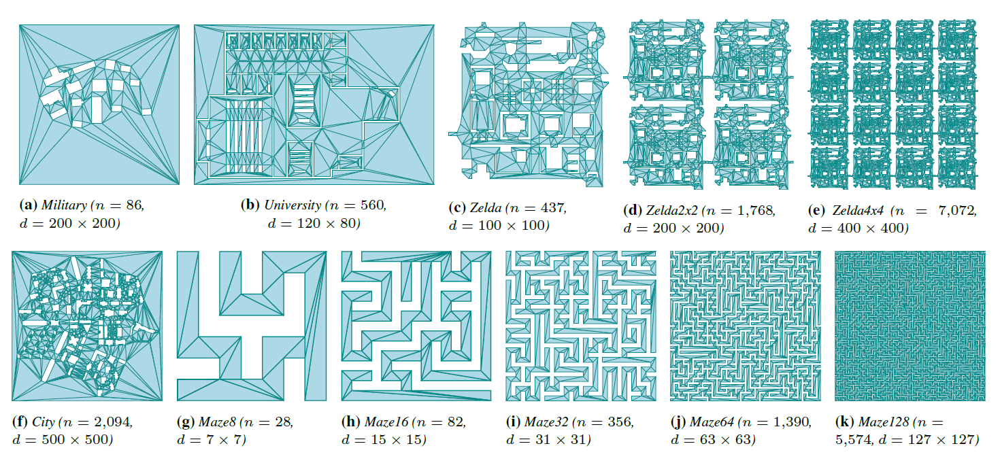 (a) Military (n = 86,
d = 200 × 200)
(b) University (n = 560,
d = 120 × 80)
(c) Zelda (n = 437,
d = 100 × 100)
(d) Zelda2x2 (n = 1,768,
d = 200 × 200)
(e) Zelda4x4 (n = 7,072,
d = 400 × 400)
(f) City (n = 2,094,
d = 500 × 500)
(g) Maze8 (n = 28,
d = 7 × 7)
(h) Maze16 (n = 82,
d = 15 × 15)
(i) Maze32 (n = 356,
d = 31 × 31)
(j) Maze64 (n = 1,390,
d = 63 × 63)
(k) Maze128 (n =
5,574, d = 127 × 127)